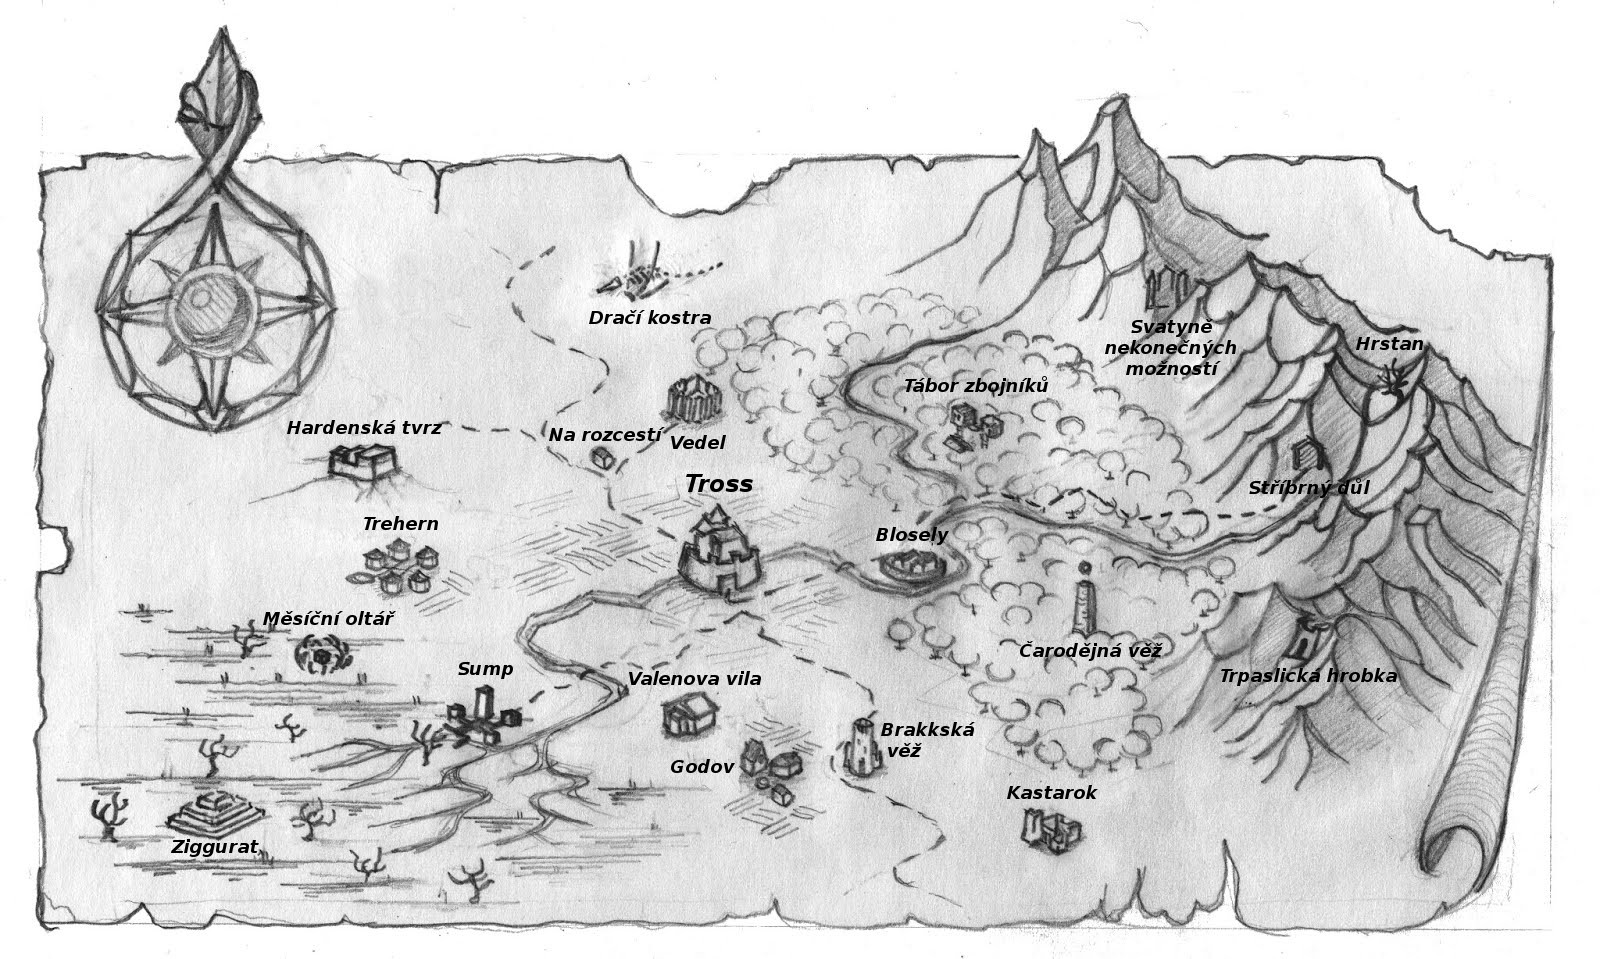 Dračí kostra
Svatyně
nekonečných
možností
Hrstan
Tábor zbojníků
Hardenská tvrz
Na rozcestí
Vedel
Tross
Stříbrný důl
Trehern
Blosely
Měsíční oltář
Čarodějná věž
Sump
Valenova vila
Trpaslická hrobka
Brakkská
věž
Godov
Kastarok
Ziggurat